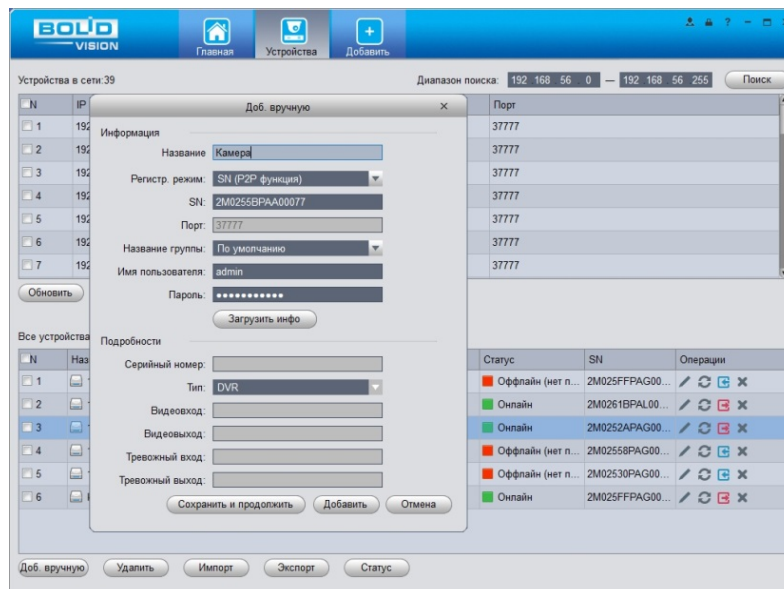 BOLID
VISION
Главная
Устройства
Добавить
Устройства в сети:39
Диапазон поиска: 192 168 56 0 — 192 168 56 255 Поиск
N IP Порт
1 192 37777
2 192 37777
3 192 37777
4 192 37777
5 192 37777
6 192 37777
7 192 37777
Обновить
Доб. вручную
Информация
Название Камера
Регистр. режим: SN (P2P функция)
SN: 2M0255BPAA00077
Порт: 37777
Название группы: По умолчанию
Имя пользователя: admin
Пароль: •••••••••••
Загрузить инфо
Подробности
Серийный номер:
Тип: DVR
Видеовход:
Видеовыход:
Тревожный вход:
Тревожный выход:
Сохранить и продолжить Добавить Отмена
Все устройства
N Наз Статус SN Операции
1 Оффлайн (нет п... 2M025FFPAG00...
2 Онлайн 2M0261BPAL00...
3 Онлайн 2M0252APAG00...
4 Оффлайн (нет п... 2M02558PAG00...
5 Оффлайн (нет п... 2M02530PAG00...
6 Онлайн 2M025FFPAG00...
Доб. вручную Удалить Импорт Экспорт Статус